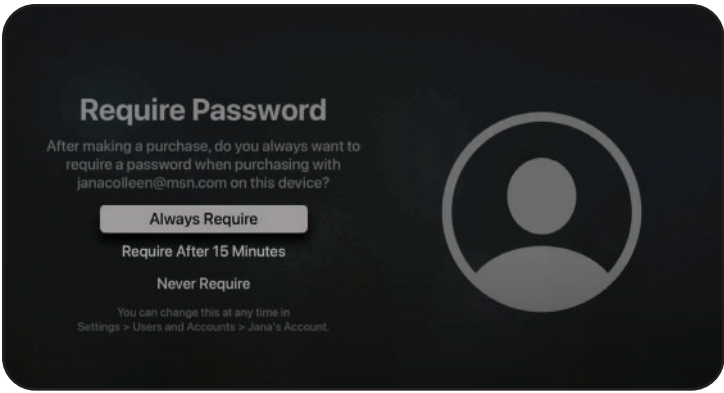 Require Password
After making a purchase, do you always want to
require a password when purchasing with
janacolleen@msn.com on this device?
Always Require
Require After 15 Minutes
Never Require
You can change this at any time in
Settings > Users and Accounts > Jana's Account.